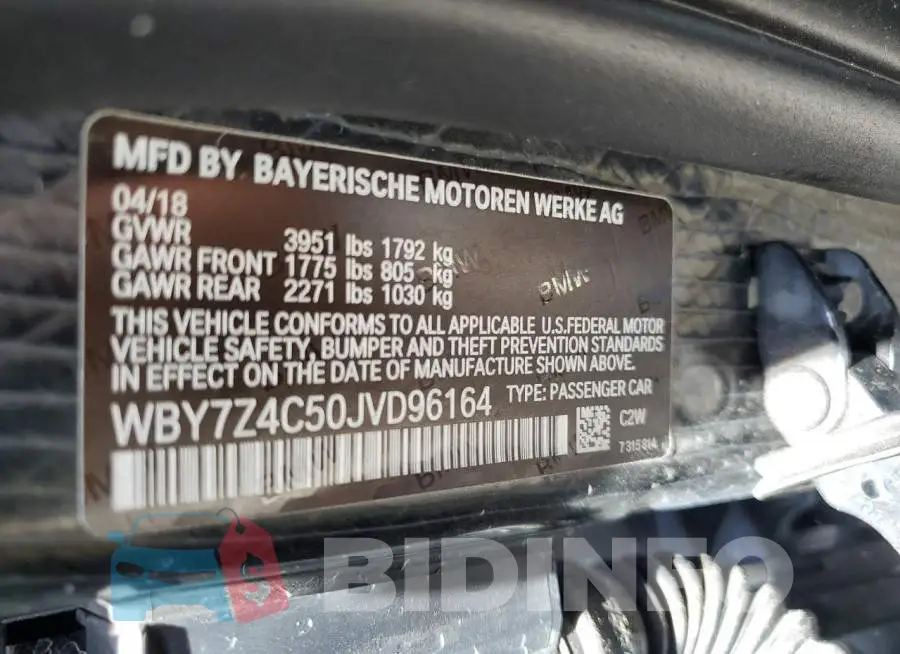 MFD BY. BAYERISCHE MOTOREN WERKE AG
04/18
GVWR 3951 lbs 1792 kg
GAWR FRONT 1775 lbs 805 kg
GAWR REAR 2271 lbs 1030 kg
THIS VEHICLE CONFORMS TO ALL APPLICABLE U.S.FEDERAL MOTOR
VEHICLE SAFETY, BUMPER AND THEFT PREVENTION STANDARDS
IN EFFECT ON THE DATE OF MANUFACTURE SHOWN ABOVE.
WBY7Z4C50JVD96164 TYPE: PASSENGER CAR
C2W
BMW
BIDINFO